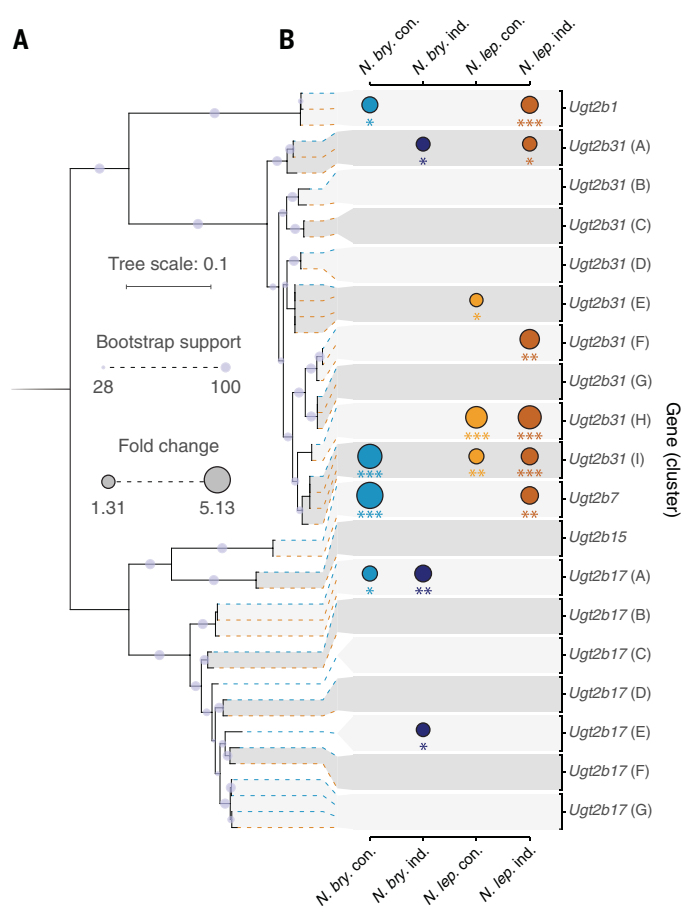 A
B
N. bry. con.
N. bry. ind.
N. lep. con.
N. lep. ind.
Ugt2b1
* ***
Ugt2b31 (A)
* *
Ugt2b31 (B)
Ugt2b31 (C)
Ugt2b31 (D)
Ugt2b31 (E)
*
Ugt2b31 (F)
**
Ugt2b31 (G)
Ugt2b31 (H)
*** ***
Ugt2b31 (I)
*** ** ***
Ugt2b7
*** **
Ugt2b15
Ugt2b17 (A)
* **
Ugt2b17 (B)
Ugt2b17 (C)
Ugt2b17 (D)
Ugt2b17 (E)
*
Ugt2b17 (F)
Ugt2b17 (G)
Gene (cluster)
Tree scale: 0.1
Bootstrap support
28 100
Fold change
1.31 5.13
N. bry. con.
N. bry. ind.
N. lep. con.
N. lep. ind.